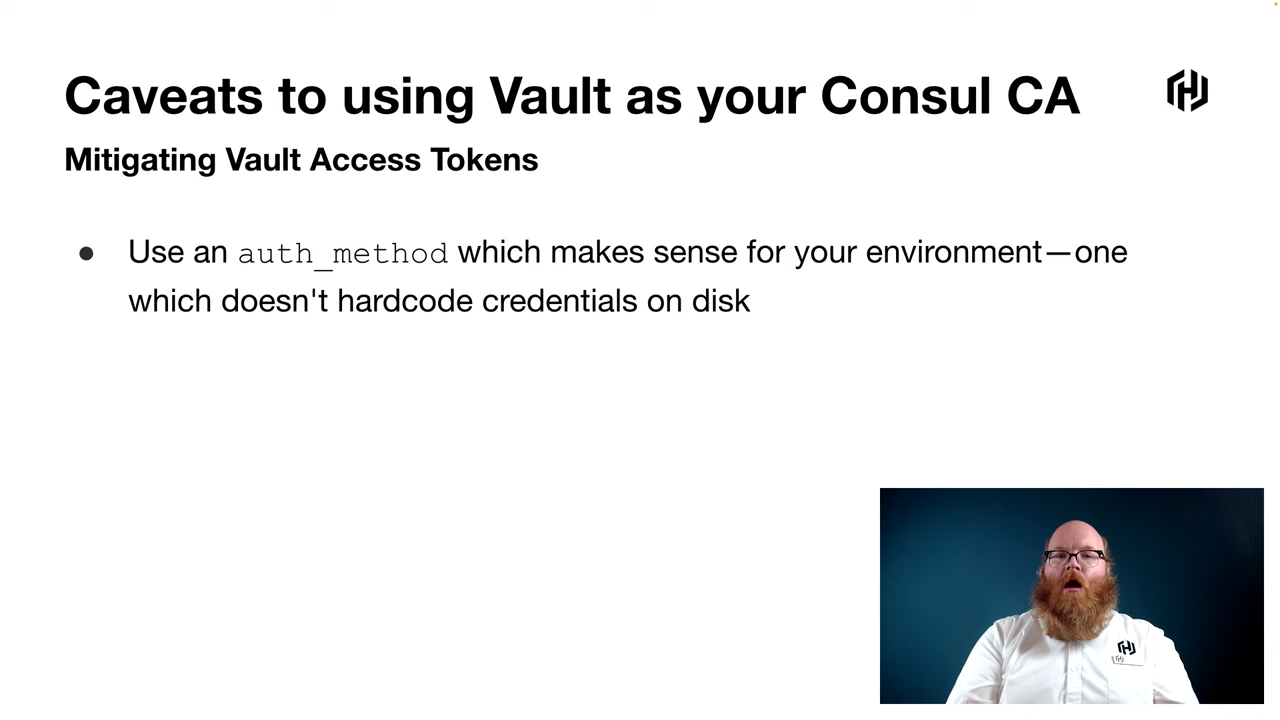 Caveats to using Vault as your Consul CA
Mitigating Vault Access Tokens
● Use an auth_method which makes sense for your environment—one
which doesn't hardcode credentials on disk